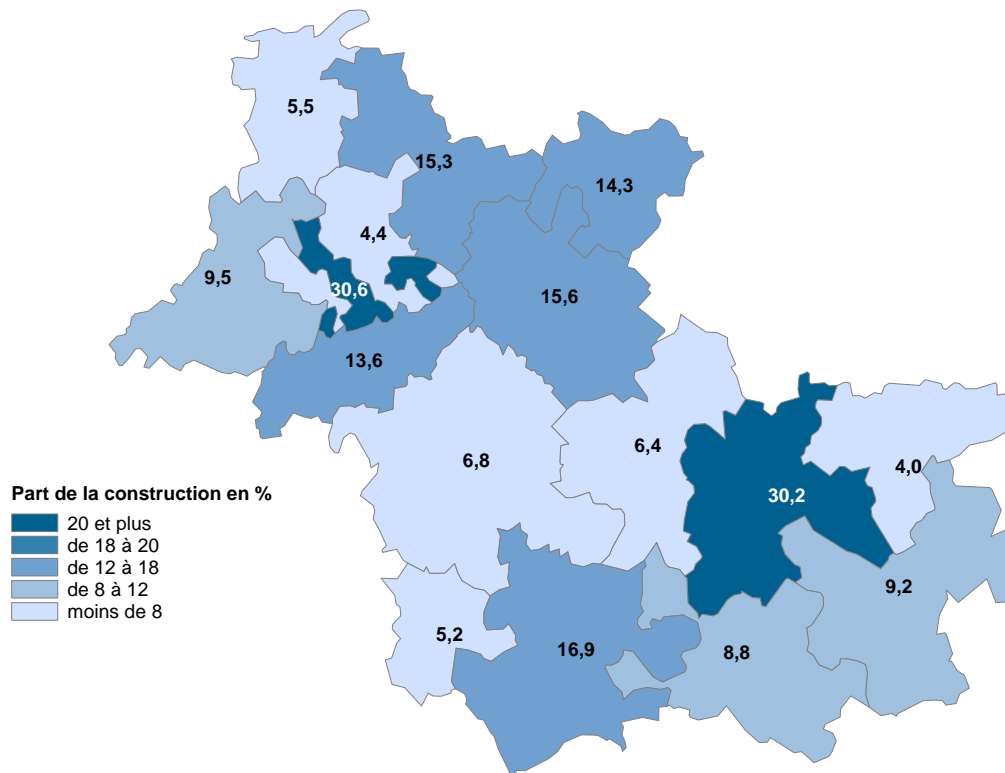 5,5
15,3
14,3
4,4
9,5
30,6
15,6
13,6
6,4
6,8
4,0
30,2
Part de la construction en %
20 et plus
de 18 à 20
de 12 à 18
de 8 à 12
moins de 8
9,2
5,2
16,9
8,8